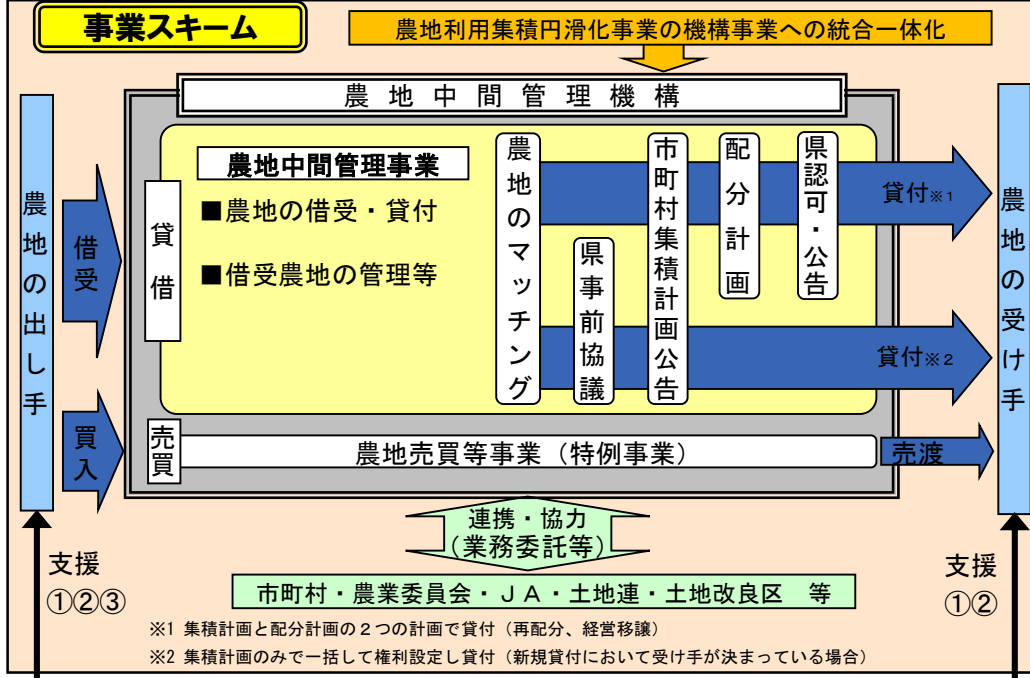 事業スキーム
農地利用集積円滑化事業の機構事業への統合一体化
農地中間管理機構
農地の出し手
借受
買入
貸借
農地中間管理事業
■農地の借受・貸付
■借受農地の管理等
農地のマッチング
県事前協議
市町村集積計画公告
配分計画
県認可・公告
貸付※1
貸付※2
農地の受け手
売買
農地売買等事業（特例事業）
売渡
連携・協力
（業務委託等）
支援
①②③
支援
①②
市町村・農業委員会・ＪＡ・土地連・土地改良区　等
※1 集積計画と配分計画の２つの計画で貸付（再配分、経営移譲）
※2 集積計画のみで一括して権利設定し貸付（新規貸付において受け手が決まっている場合）